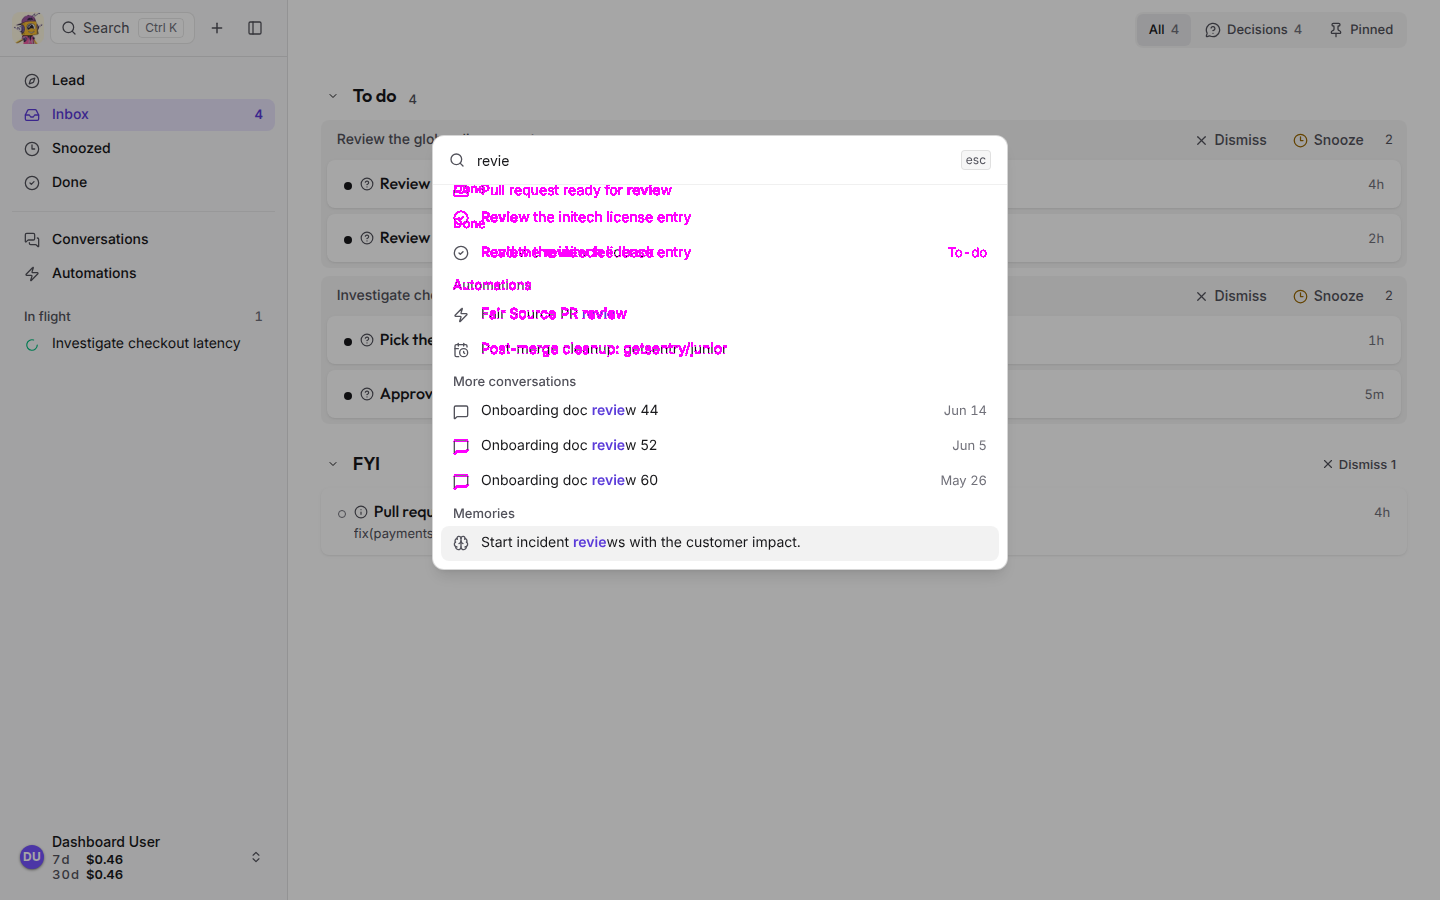 Search Ctrl K
Lead
Inbox 4
Snoozed
Done
Conversations
Automations
In flight 1
Investigate checkout latency
Dashboard User
7d $0.46
30d $0.46
DU
All 4 Decisions 4 Pinned
To do 4
Review the glo
Dismiss Snooze 2
Review 4h
Review 2h
Investigate ch
Dismiss Snooze 2
Pick the 1h
Approv 5m
FYI Dismiss 1
Pull requ 4h
fix(payments
revie esc
Pull request ready for review
Review the initech license entry
Done
entry To-do
Automations
Fair Source PR review
Post-merge cleanup: getsentry/junior
More conversations
Onboarding doc review 44 Jun 14
Onboarding doc review 52 Jun 5
Onboarding doc review 60 May 26
Memories
Start incident reviews with the customer impact.